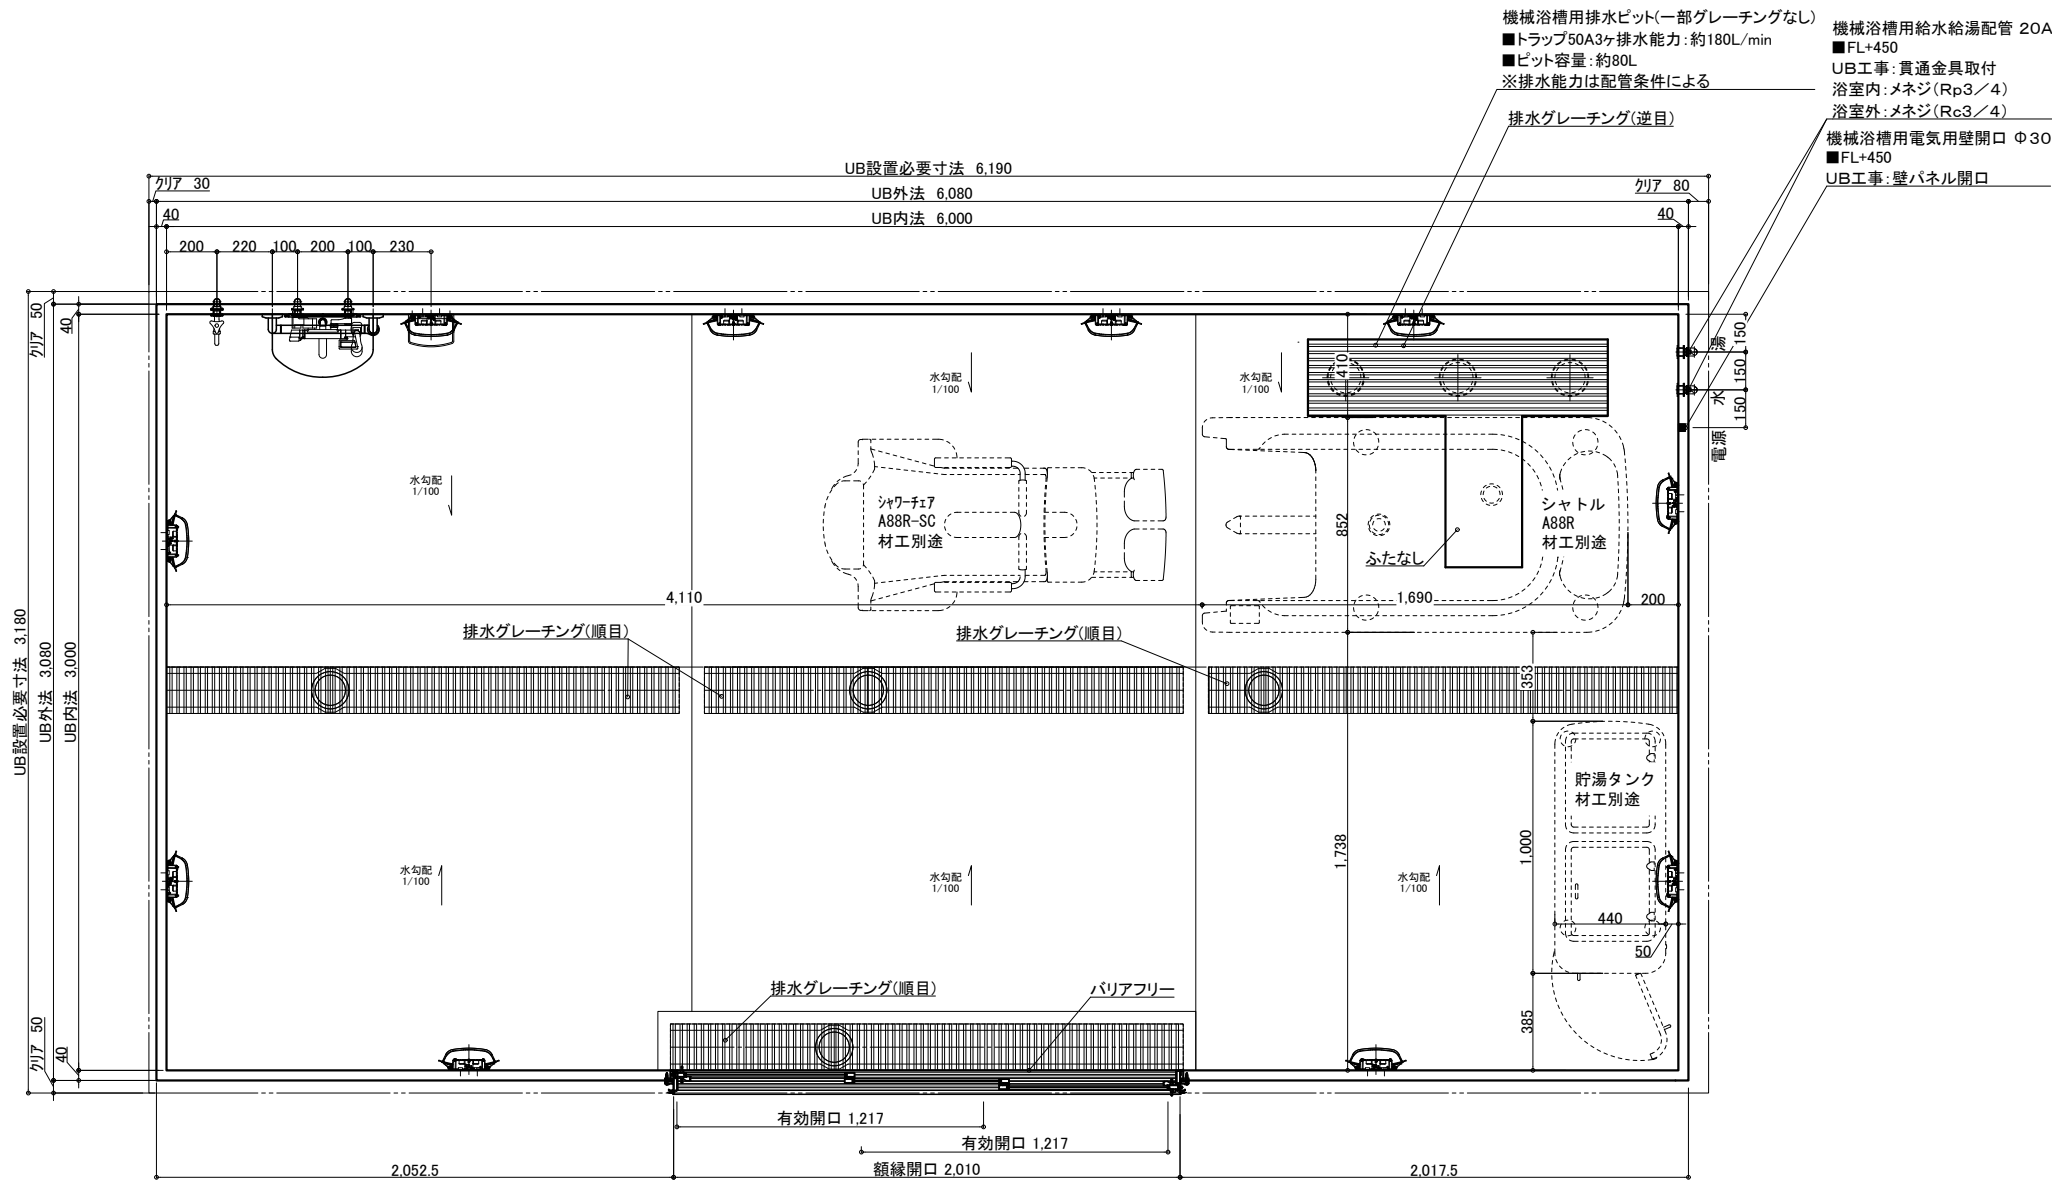 機械浴槽用排水ピット(一部グレーチングなし)
■トラップ50A3ヶ排水能力:約180L/min
■ピット容量:約80L
※排水能力は配管条件による
機械浴槽用給水給湯配管 20A
■FL+450
UB工事:貫通金具取付
浴室内:メネジ(Rp3/4)
浴室外:メネジ(Rc3/4)
排水グレーチング(逆目)
機械浴槽用電気用壁開口 Φ30
■FL+450
UB工事:壁パネル開口
UB設置必要寸法 6,190
クリア 30
UB外法 6,080
クリア 80
40
UB内法 6,000
40
200
220
100
200
100
230
クリア 50
40
湯
150
150
水
150
電源
410
水勾配
1/100
水勾配
1/100
水勾配
1/100
シャワーチェア
A88R-SC
材工別途
シャトル
A88R
材工別途
852
ふたなし
4,110
1,690
200
UB設置必要寸法 3,180
UB外法 3,080
UB内法 3,000
排水グレーチング(順目)
排水グレーチング(順目)
353
貯湯タンク
材工別途
1,738
1,000
水勾配
1/100
水勾配
1/100
水勾配
1/100
440
50
排水グレーチング(順目)
バリアフリー
385
クリア 50
40
有効開口 1,217
有効開口 1,217
2,052.5
額縁開口 2,010
2,017.5